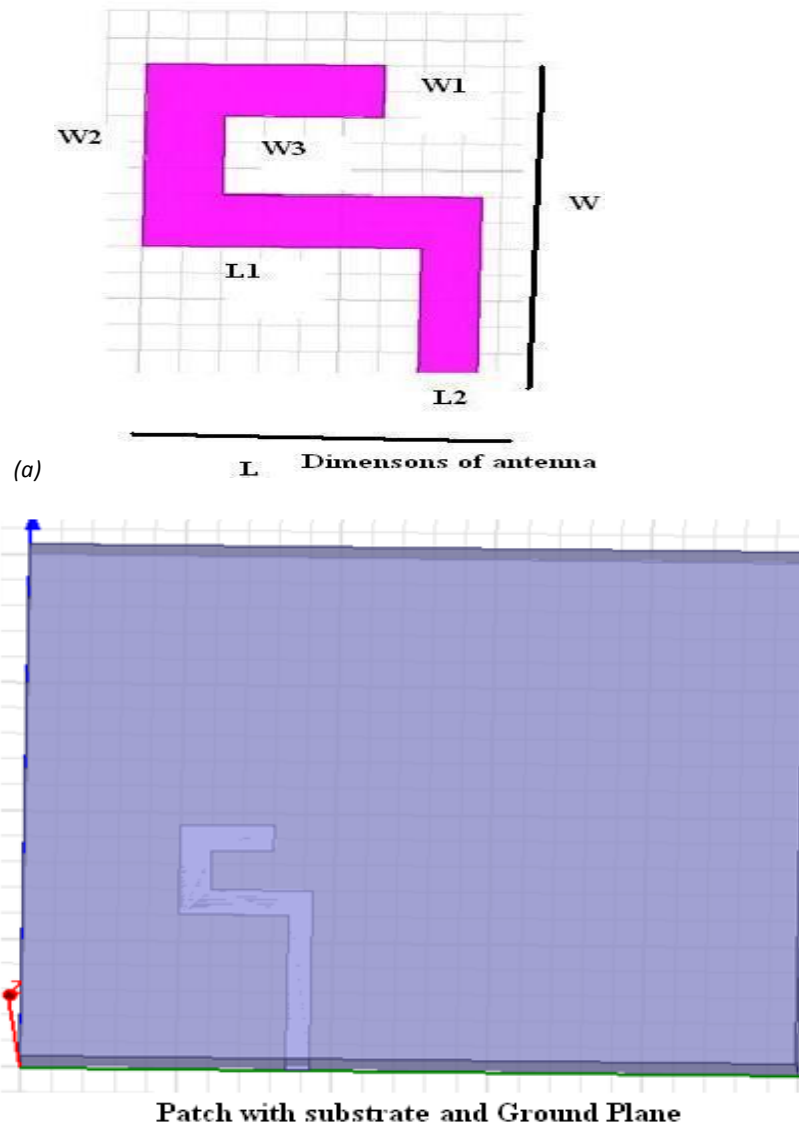 W1
W2
W3
W
L1
L2
L
Dimensons of antenna
(a)
Patch with substrate and Ground Plane